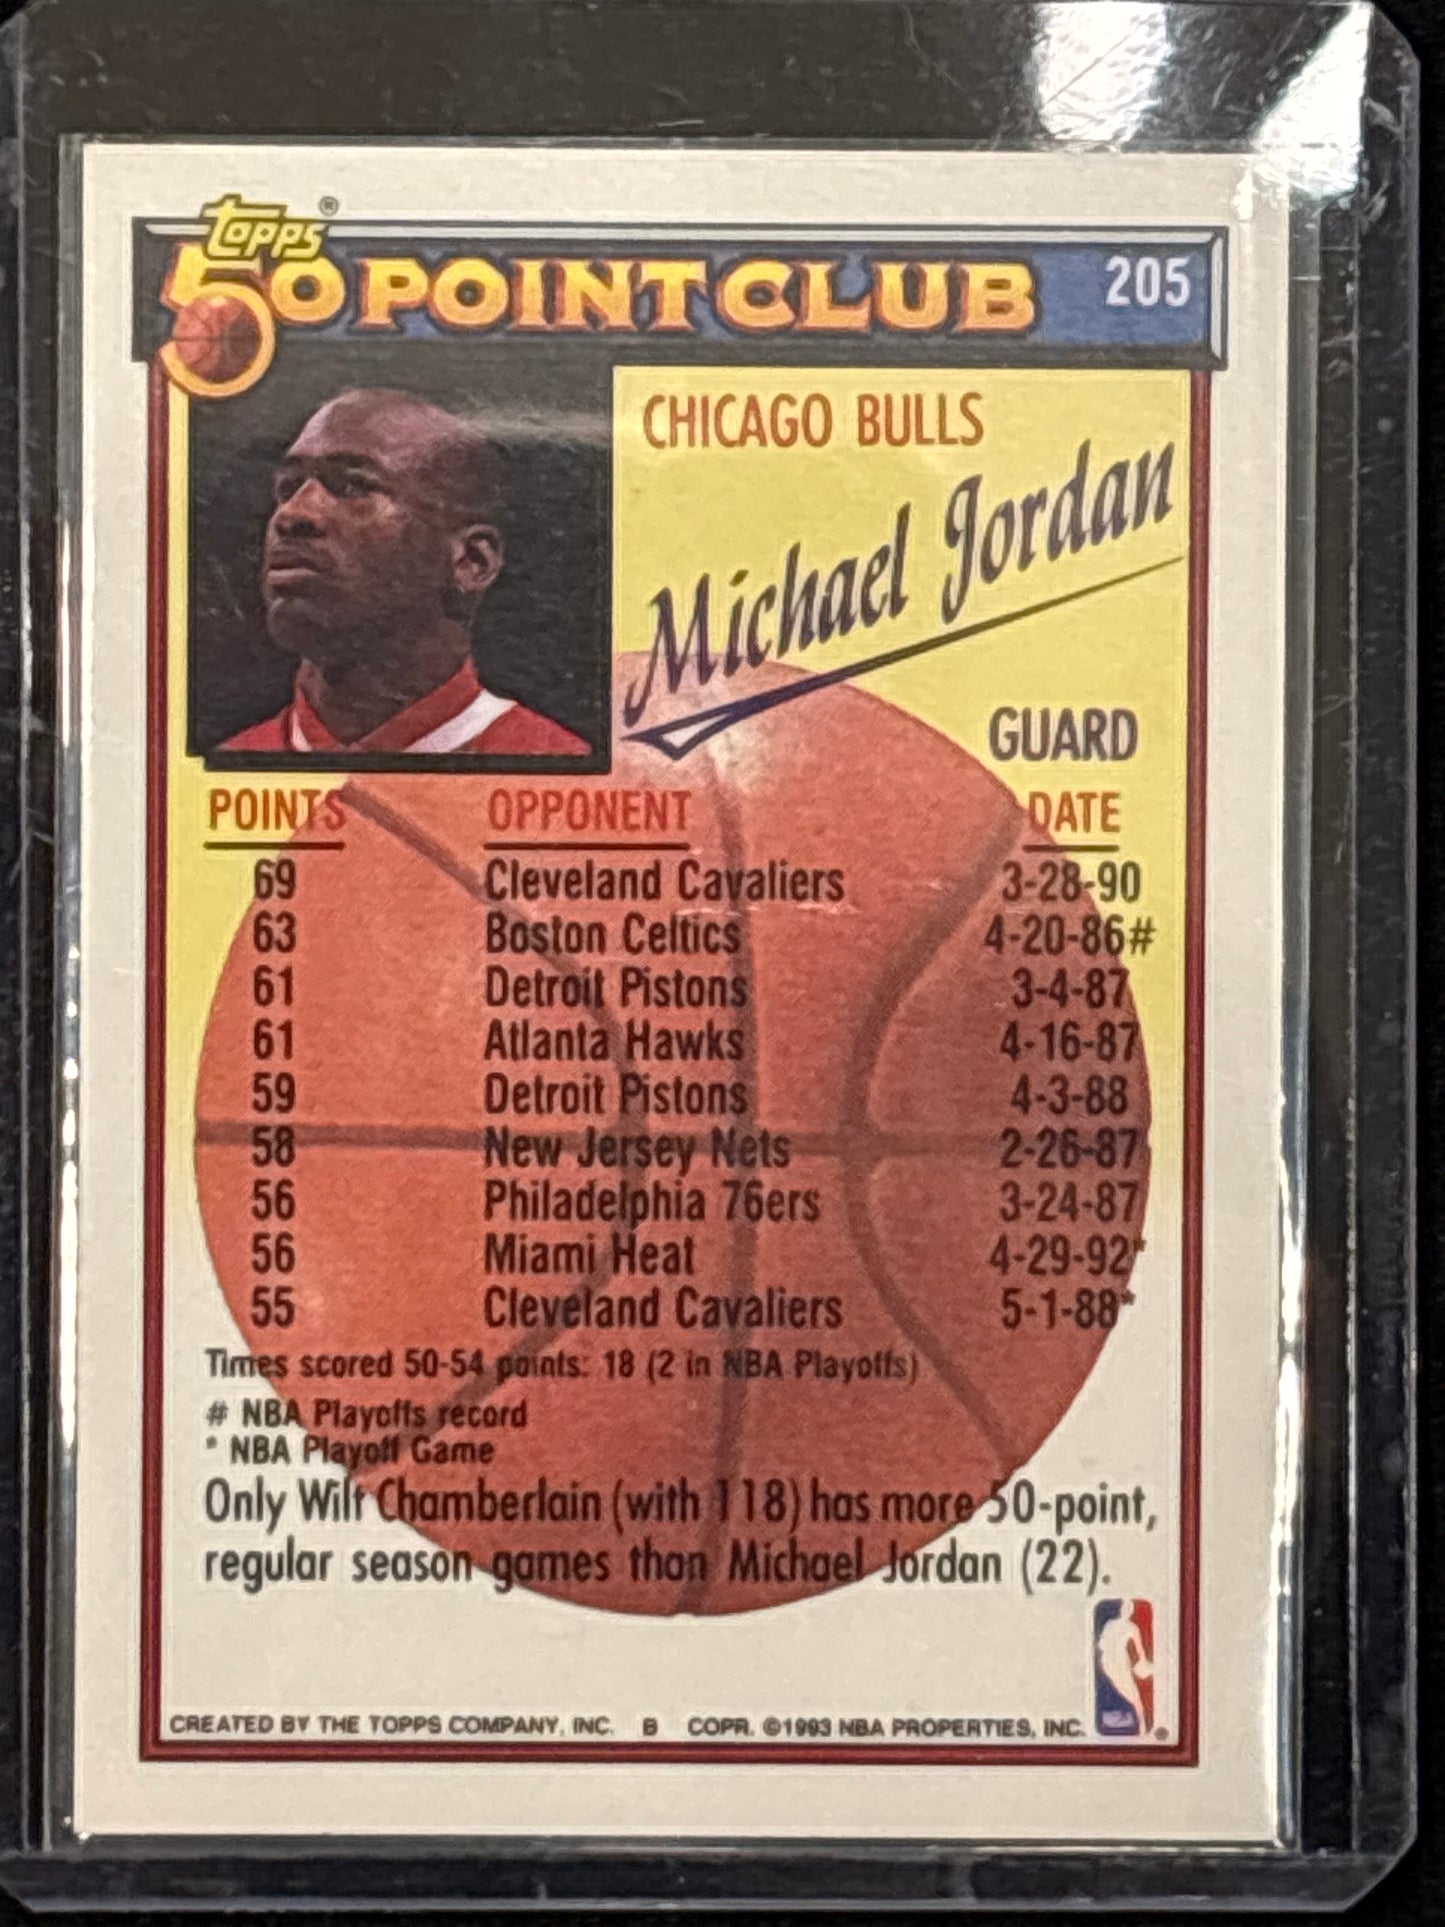 topps®
50 POINT CLUB 205
CHICAGO BULLS
Michael Jordan
GUARD
POINTS OPPONENT DATE
69 Cleveland Cavaliers 3-28-90
63 Boston Celtics 4-20-86#
61 Detroit Pistons 3-4-87
61 Atlanta Hawks 4-16-87
59 Detroit Pistons 4-3-88
58 New Jersey Nets 2-26-87
56 Philadelphia 76ers 3-24-87
56 Miami Heat 4-29-92*
55 Cleveland Cavaliers 5-1-88*
Times scored 50-54 points: 18 (2 in NBA Playoffs)
# NBA Playoffs record
* NBA Playoff Game
Only Wilt Chamberlain (with 118) has more 50-point,
regular season games than Michael Jordan (22).
CREATED BY THE TOPPS COMPANY, INC. B COPR. ©1993 NBA PROPERTIES, INC. ®